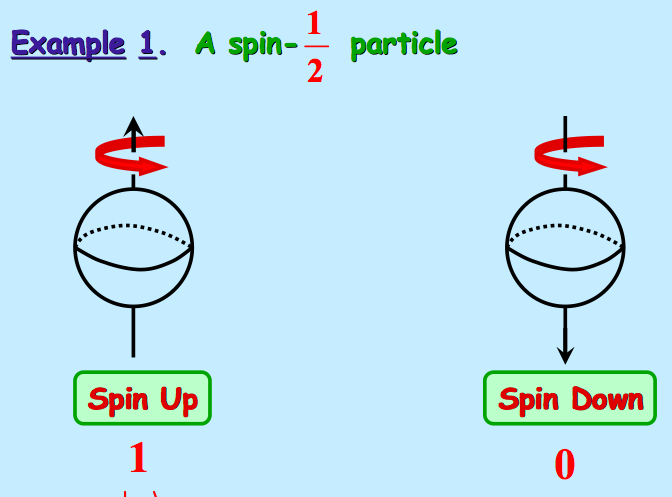 Example 1. A spin-1/2 particle
Spin Up Spin Down
1 0